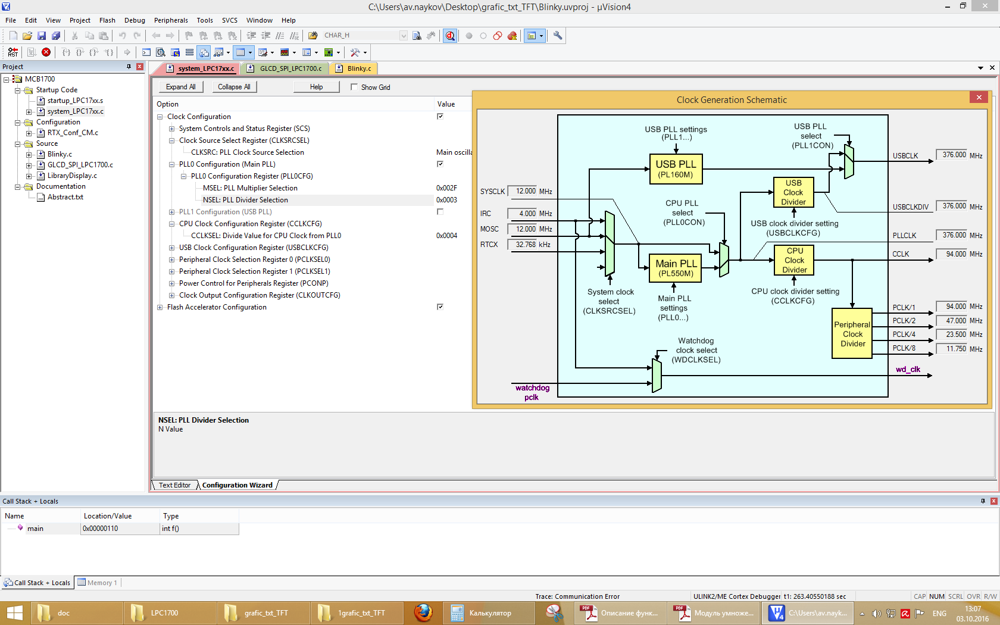 C:\Users\av.naykov\Desktop\grafic_txt_TFT\Blinky.uvproj - µVision4
File Edit View Project Flash Debug Peripherals Tools SVCS Window Help
CHAR_H
RST
Project
MCB1700
Startup Code
startup_LPC17xx.s
system_LPC17xx.c
Configuration
RTX_Conf_CM.c
Source
Blinky.c
GLCD_SPI_LPC1700.c
LibraryDisplay.c
Documentation
Abstract.txt
system_LPC17xx.c GLCD_SPI_LPC1700.c Blinky.c
Expand All Collapse All Help Show Grid
Option Value
Clock Configuration
System Controls and Status Register (SCS)
Clock Source Select Register (CLKSRCSEL)
CLKSRC: PLL Clock Source Selection Main oscilla
PLL0 Configuration (Main PLL)
PLL0 Configuration Register (PLL0CFG)
MSEL: PLL Multiplier Selection 0x002F
NSEL: PLL Divider Selection 0x0003
PLL1 Configuration (USB PLL)
CPU Clock Configuration Register (CCLKCFG)
CCLKSEL: Divide Value for CPU Clock from PLL0 0x0004
USB Clock Configuration Register (USBCLKCFG)
Peripheral Clock Selection Register 0 (PCLKSEL0)
Peripheral Clock Selection Register 1 (PCLKSEL1)
Power Control for Peripherals Register (PCONP)
Clock Output Configuration Register (CLKOUTCFG)
Flash Accelerator Configuration
Clock Generation Schematic
USB PLL settings
(PLL1...)
USB PLL
select
(PLL1CON)
USB PLL
(PL160M)
USBCLK 376.000 MHz
SYSCLK 12.000 MHz
IRC 4.000 MHz
MOSC 12.000 MHz
RTCX 32.768 kHz
CPU PLL
select
(PLL0CON)
USB
Clock
Divider
USBCLKDIV 376.000 MHz
USB clock divider setting
(USBCLKCFG)
PLLCLK 376.000 MHz
Main PLL
(PL550M)
CPU
Clock
Divider
CCLK 94.000 MHz
System clock
select
(CLKSRCSEL)
Main PLL
settings
(PLL0...)
CPU clock divider setting
(CCLKCFG)
Peripheral
Clock
Divider
PCLK/1 94.000 MHz
PCLK/2 47.000 MHz
PCLK/4 23.500 MHz
PCLK/8 11.750 MHz
Watchdog
clock select
(WDCLKSEL)
wd_clk
watchdog
pclk
NSEL: PLL Divider Selection
N Value
Text Editor Configuration Wizard
Call Stack + Locals
Name Location/Value Type
main 0x00000110 int f()
Call Stack + Locals Memory 1
Trace: Communication Error ULINK2/ME Cortex Debugger t1: 263.40550188 sec CAP NUM SCRL OVR R/W
doc LPC1700 grafic_txt_TFT 1grafic_txt_TFT Калькулятор Описание функ... Модуль умноже... C:\Users\av.nayk... ENG 13:07
03.10.2016